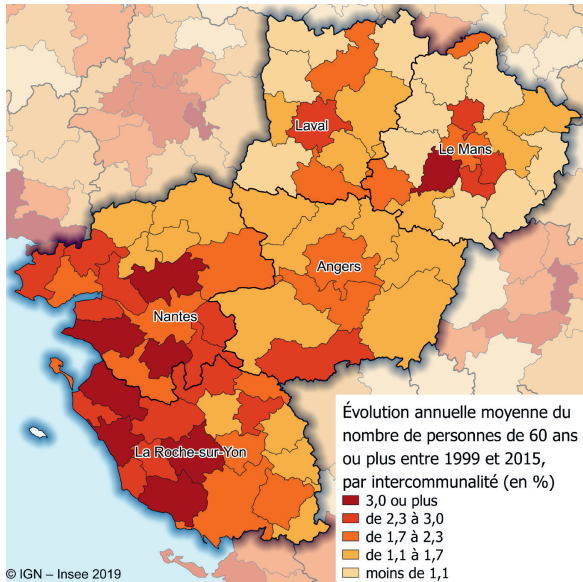 Laval
Le Mans
Angers
Nantes
La Roche-sur-Yon
Évolution annuelle moyenne du
nombre de personnes de 60 ans
ou plus entre 1999 et 2015,
par intercommunalité (en %)
3,0 ou plus
de 2,3 à 3,0
de 1,7 à 2,3
de 1,1 à 1,7
moins de 1,1
© IGN – Insee 2019